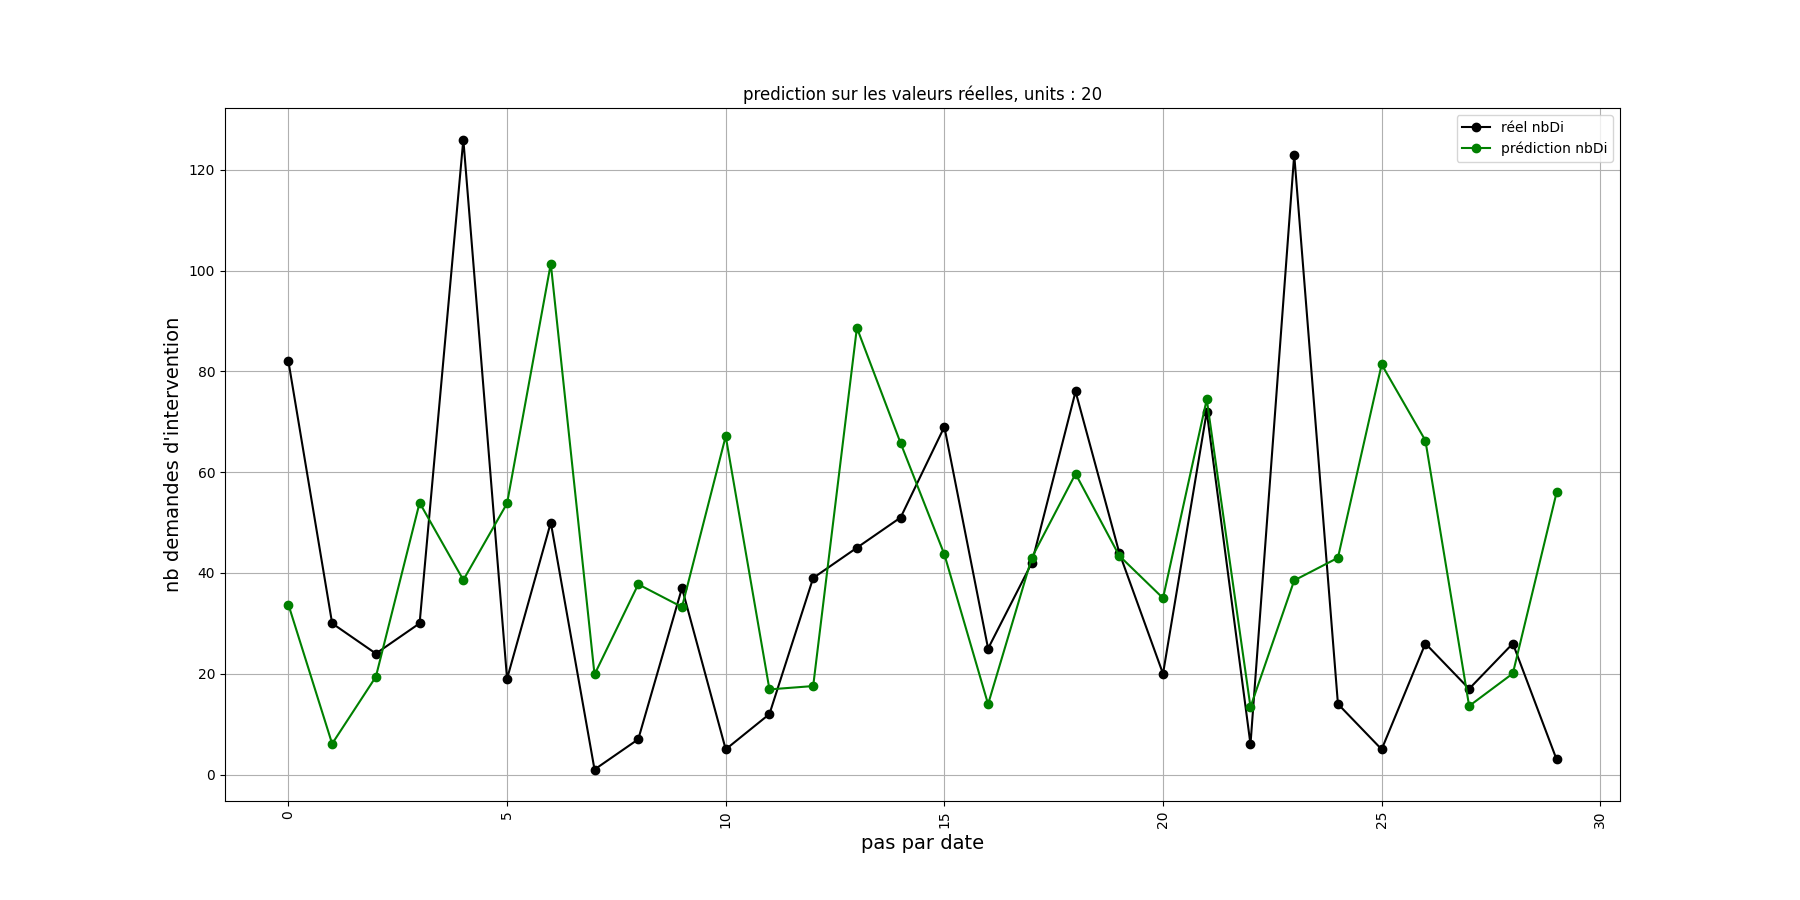 prediction sur les valeurs réelles, units : 20
réel nbDi
prédiction nbDi
nb demandes d'intervention
120
100
80
60
40
20
0
0
5
10
15
20
25
30
pas par date